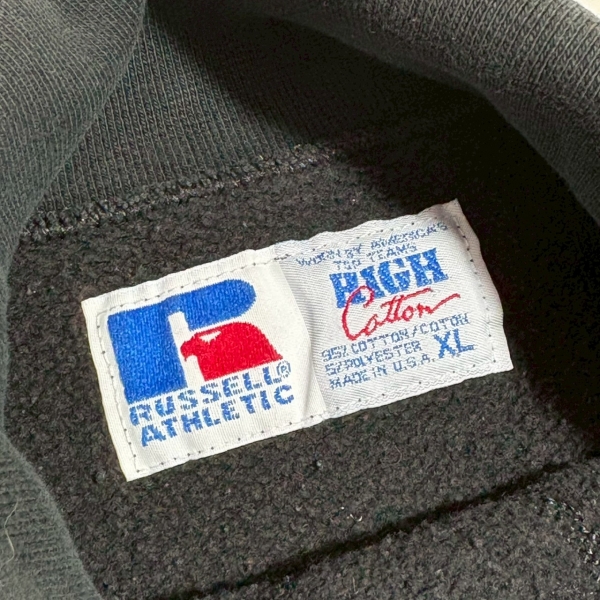 RUSSELL®
ATHLETIC
WORN BY AMERICA'S
TOP TEAMS
HIGH
Cotton
95% COTTON/COTON
5% POLYESTER XL
MADE IN U.S.A.